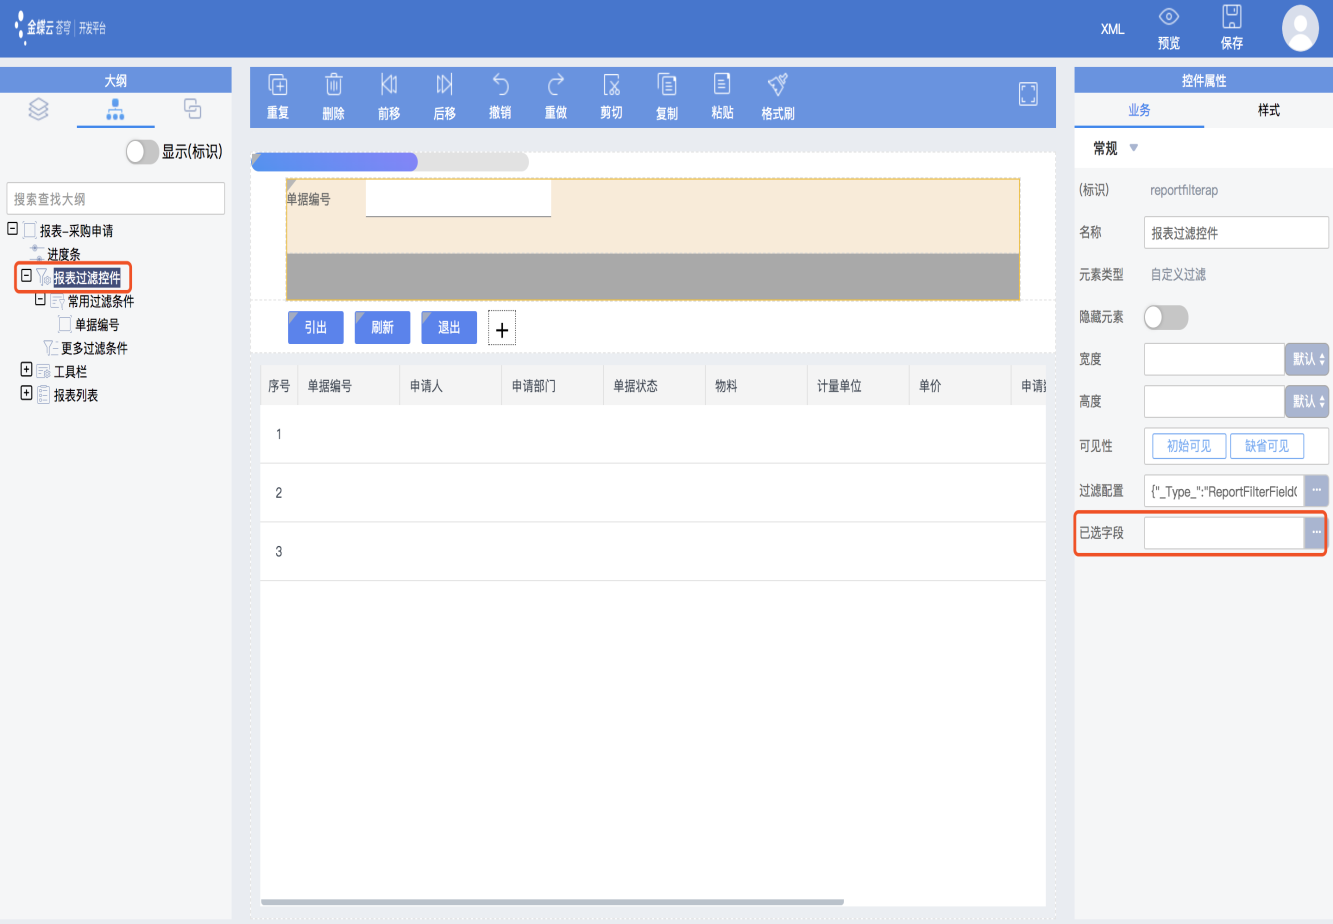 金蝶云 苍穹 | 开发平台
XML
预览
保存
大纲
显示(标识)
搜索查找大纲
报表-采购申请
进度条
报表过滤控件
常用过滤条件
单据编号
更多过滤条件
工具栏
报表列表
重复 删除 前移 后移 撤销 重做 剪切 复制 粘贴 格式刷
单据编号
引出 刷新 退出 +
序号 单据编号 申请人 申请部门 单据状态 物料 计量单位 单价 申请
1
2
3
控件属性
业务 样式
常规
(标识) reportfilterap
名称 报表过滤控件
元素类型 自定义过滤
隐藏元素
宽度 默认
高度 默认
可见性 初始可见 缺省可见
过滤配置 {"_Type_":"ReportFilterField( ...
已选字段 ...